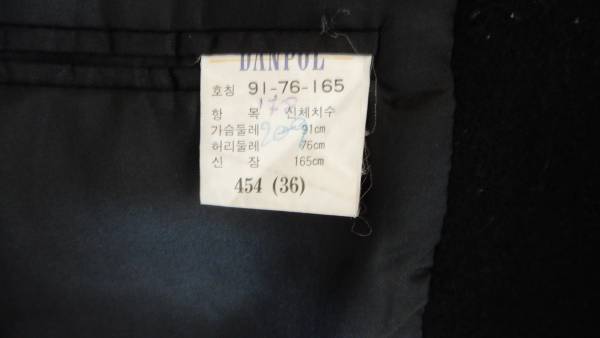 DANPOL
호칭 91-76-165
항 목 신체치수
가슴둘레 91cm
허리둘레 76cm
신 장 165cm
454 (36)